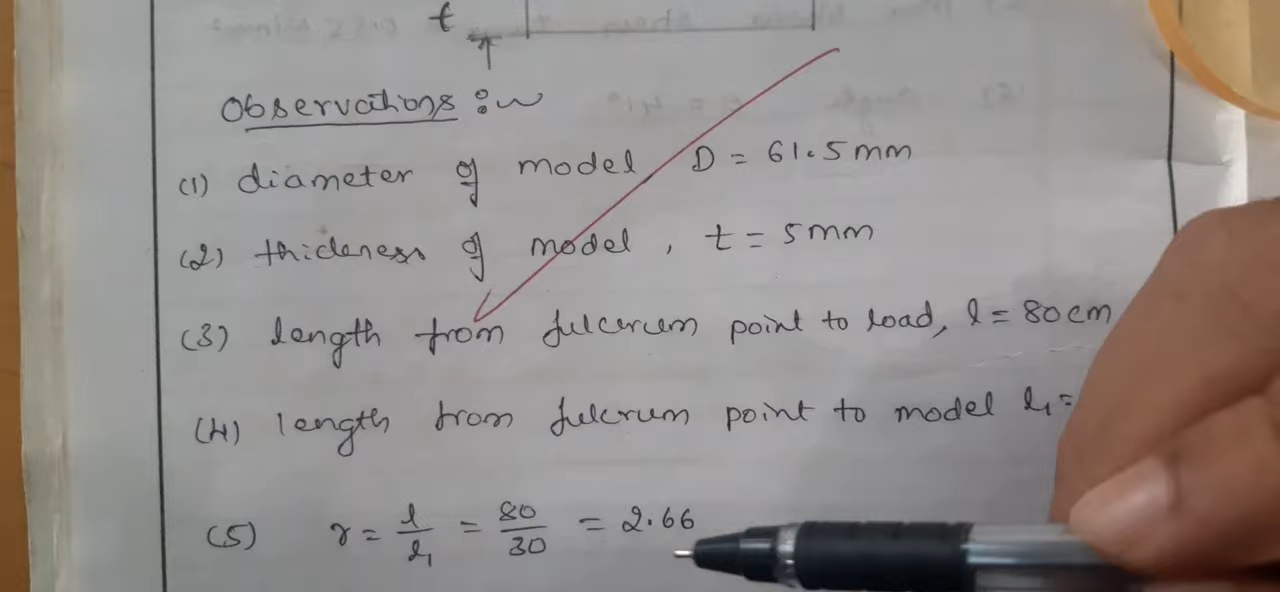 t
Observations :~
(1) diameter of model D = 61.5mm
(2) thickness of model, t = 5mm
(3) length from fulcrum point to load, l = 80cm
(4) length from fulcrum point to model l₁ =
(5) r = l/l₁ = 80/30 = 2.66